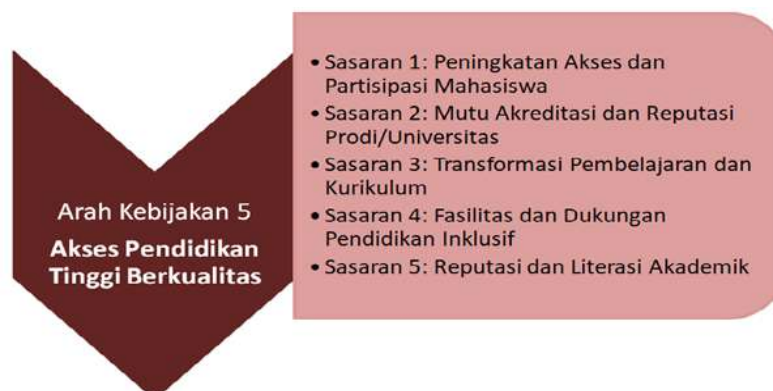 Arah Kebijakan 5
Akses Pendidikan
Tinggi Berkualitas
• Sasaran 1: Peningkatan Akses dan
Partisipasi Mahasiswa
• Sasaran 2: Mutu Akreditasi dan Reputasi
Prodi/Universitas
• Sasaran 3: Transformasi Pembelajaran dan
Kurikulum
• Sasaran 4: Fasilitas dan Dukungan
Pendidikan Inklusif
• Sasaran 5: Reputasi dan Literasi Akademik